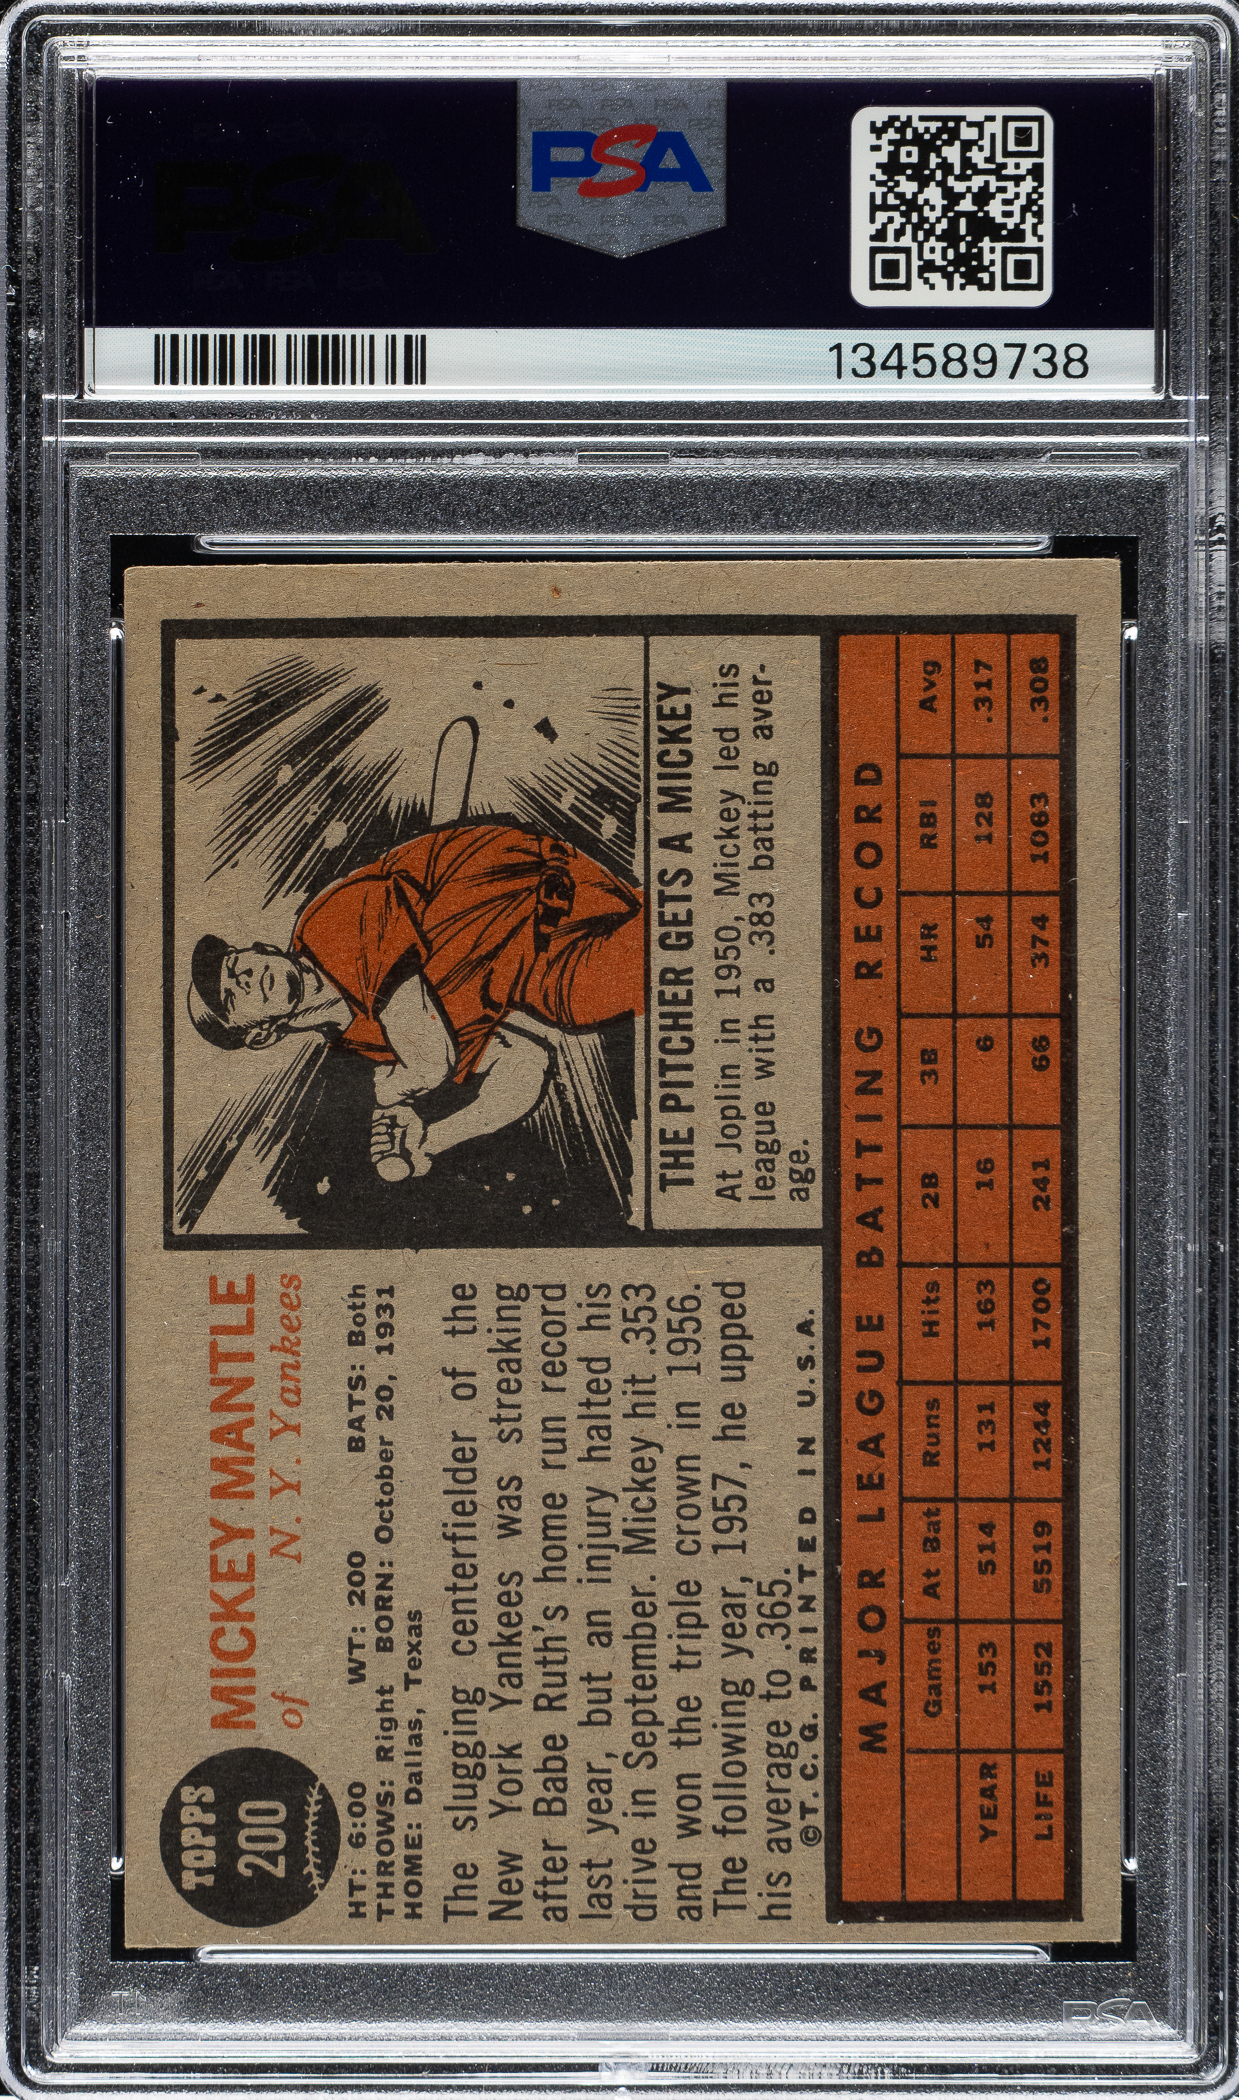 PSA
PSA
134589738
TOPPS
200
MICKEY MANTLE
of N. Y. Yankees
HT: 6:00 WT: 200 BATS: Both
THROWS: Right BORN: October 20, 1931
HOME: Dallas, Texas
The slugging centerfielder of the
New York Yankees was streaking
after Babe Ruth's home run record
last year, but an injury halted his
drive in September. Mickey hit .353
and won the triple crown in 1956.
The following year, 1957, he upped
his average to .365.
©T. C. G. PRINTED IN U. S. A.
THE PITCHER GETS A MICKEY
At Joplin in 1950, Mickey led his
league with a .383 batting aver-
age.
MAJOR LEAGUE BATTING RECORD
Games At Bat Runs Hits 2B 3B HR RBI Avg
YEAR 153 514 131 163 16 6 54 128 .317
LIFE 1552 5519 1244 1700 241 66 374 1063 .308
PSA